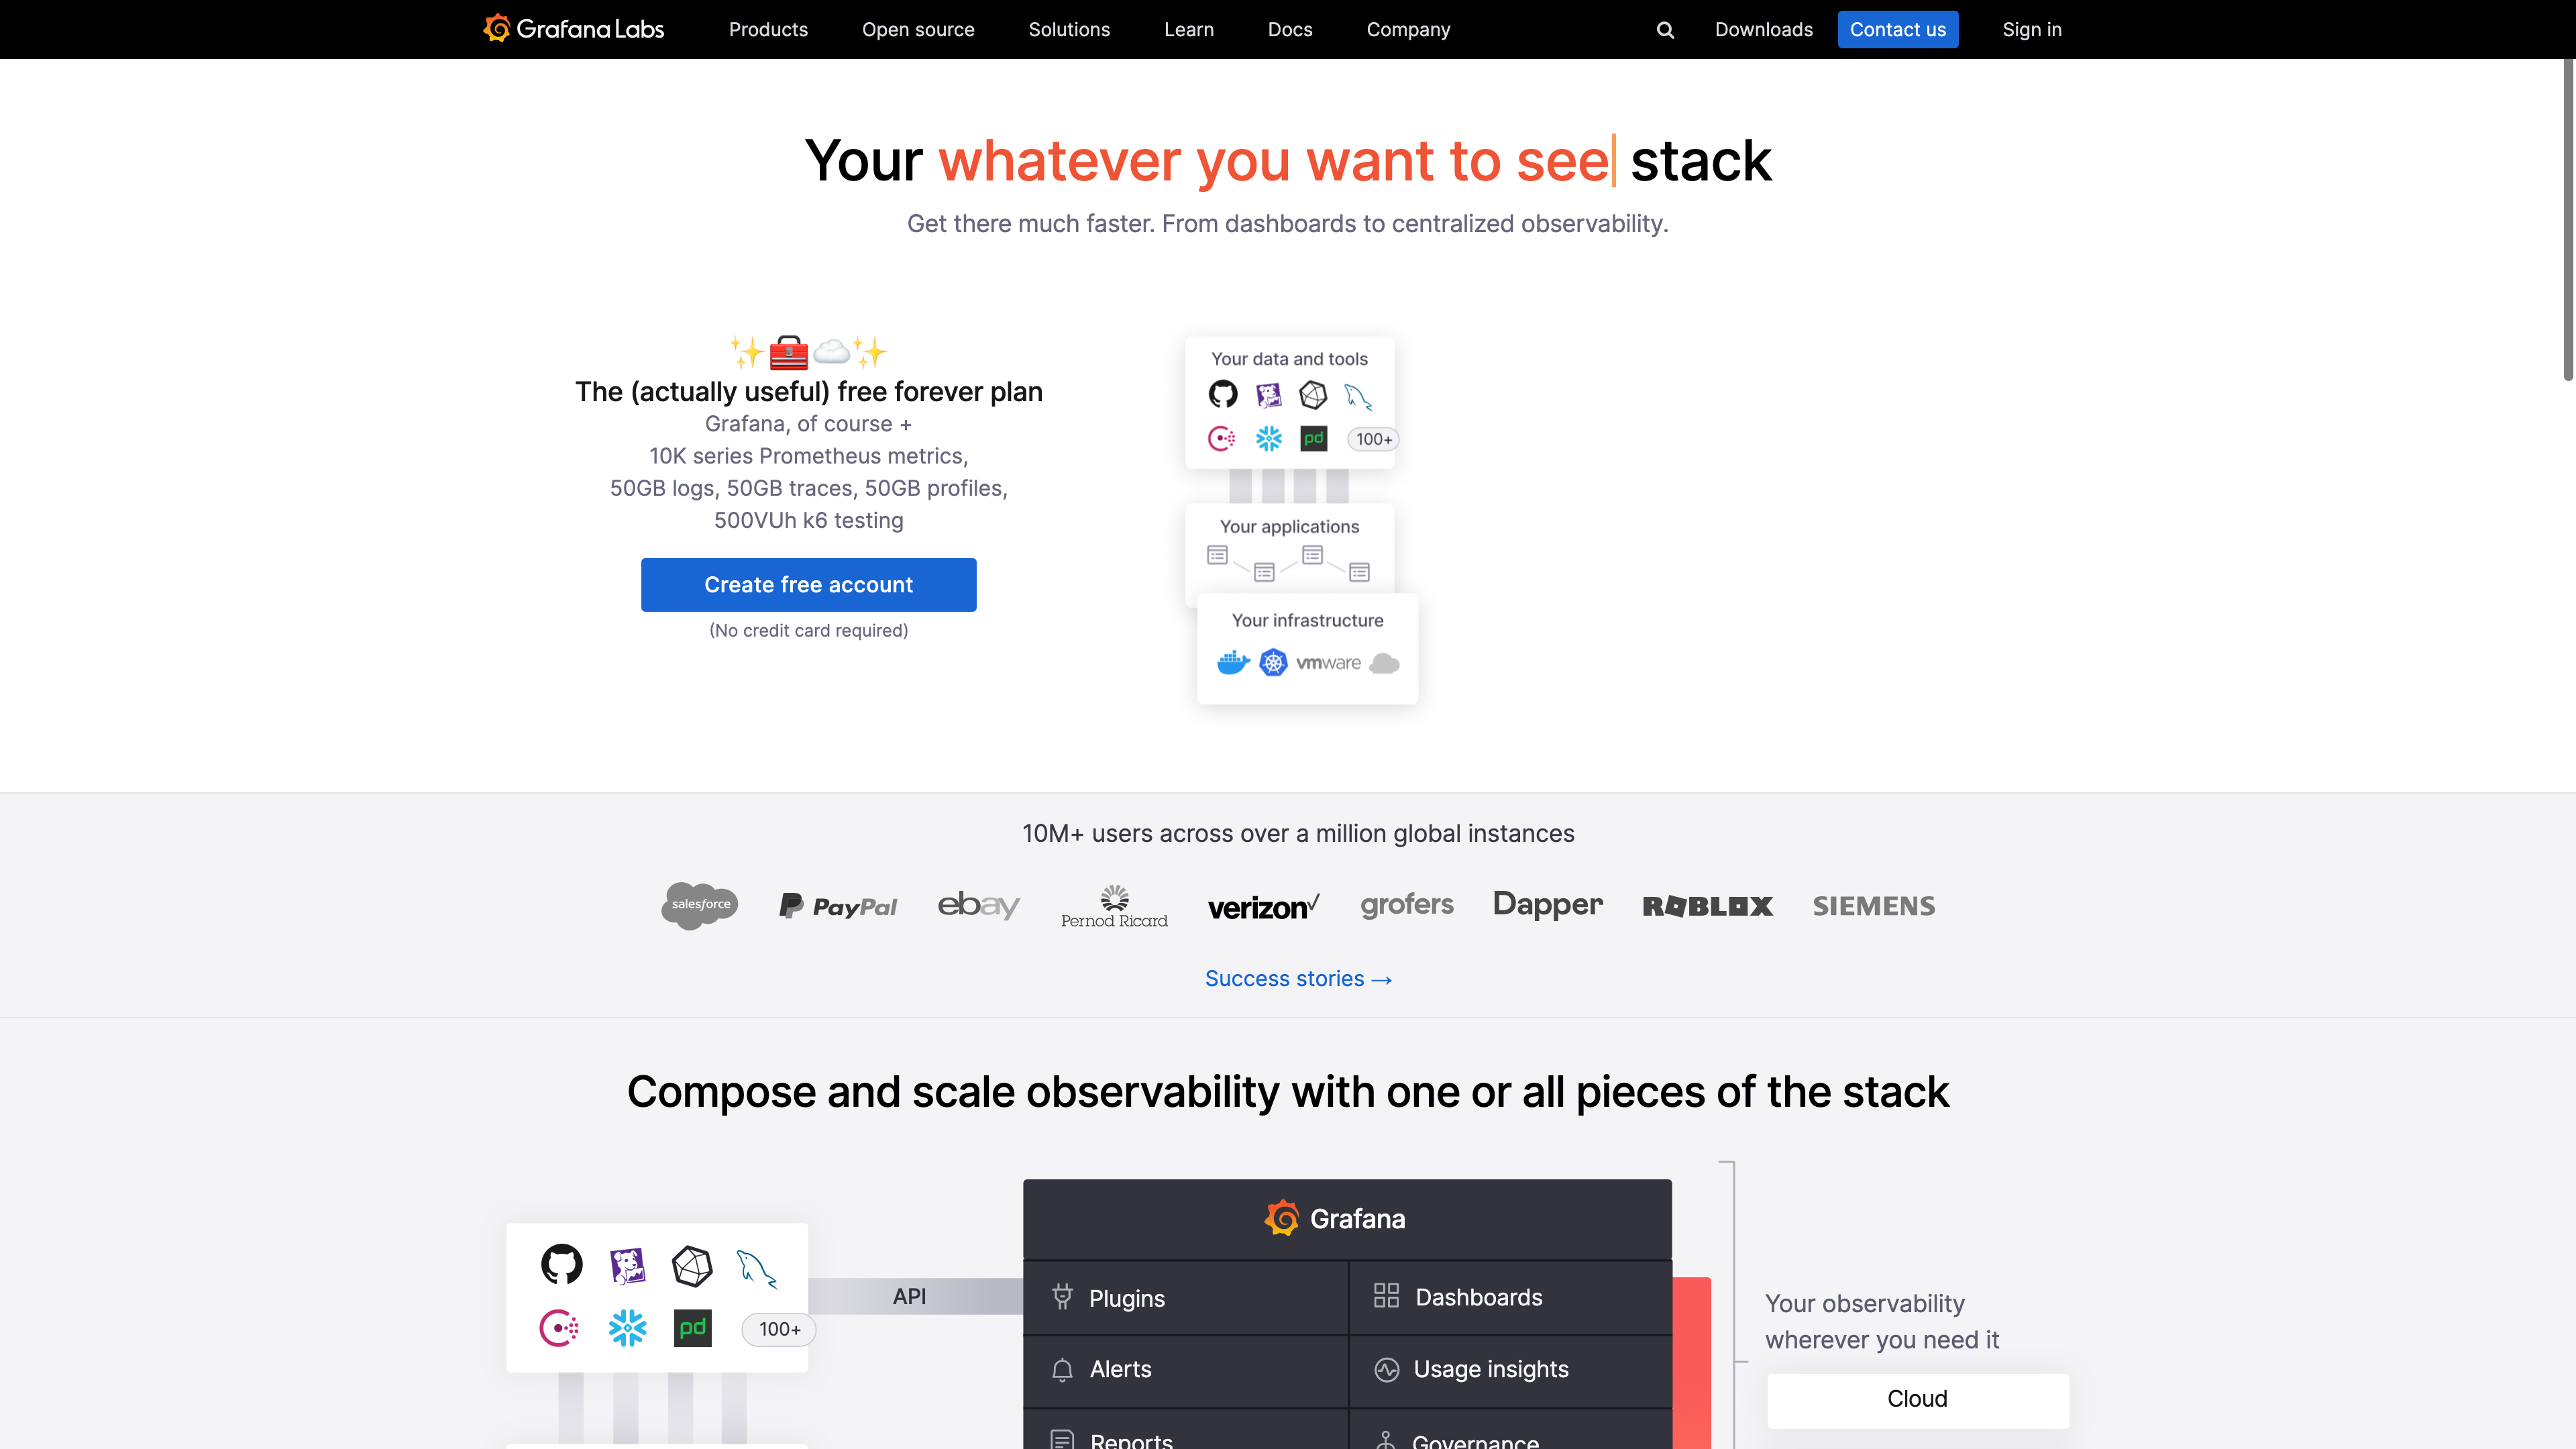 Grafana Labs
Products
Open source
Solutions
Learn
Docs
Company
Downloads
Contact us
Sign in
Your whatever you want to see stack
Get there much faster. From dashboards to centralized observability.
The (actually useful) free forever plan
Grafana, of course +
10K series Prometheus metrics,
50GB logs, 50GB traces, 50GB profiles,
500VUh k6 testing
Create free account
(No credit card required)
Your data and tools
pd
100+
Your applications
Your infrastructure
vmware
10M+ users across over a million global instances
salesforce
PayPal
ebay
Pernod Ricard
verizon✓
grofers
Dapper
ROBLOX
SIEMENS
Success stories →
Compose and scale observability with one or all pieces of the stack
pd
100+
API
Grafana
Plugins
Dashboards
Alerts
Usage insights
Reports
Governance
Your observability
wherever you need it
Cloud